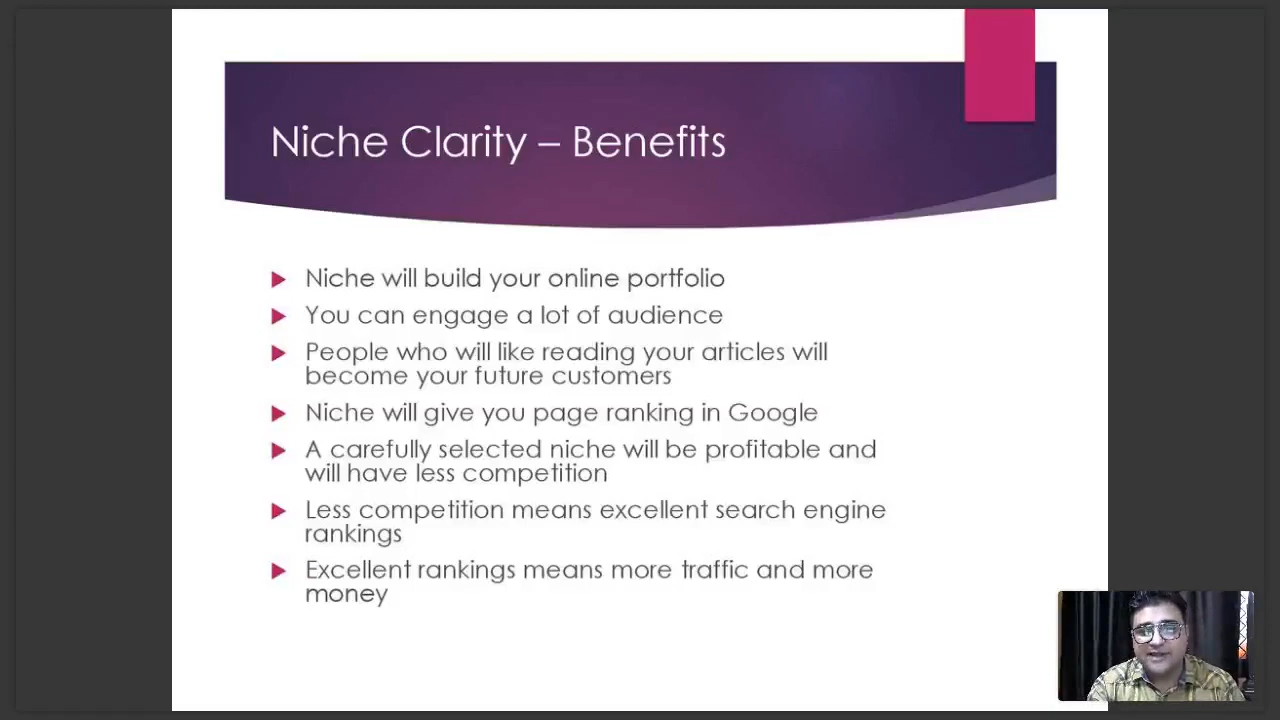 Niche Clarity – Benefits
Niche will build your online portfolio
You can engage a lot of audience
People who will like reading your articles will
become your future customers
Niche will give you page ranking in Google
A carefully selected niche will be profitable and
will have less competition
Less competition means excellent search engine
rankings
Excellent rankings means more traffic and more
money